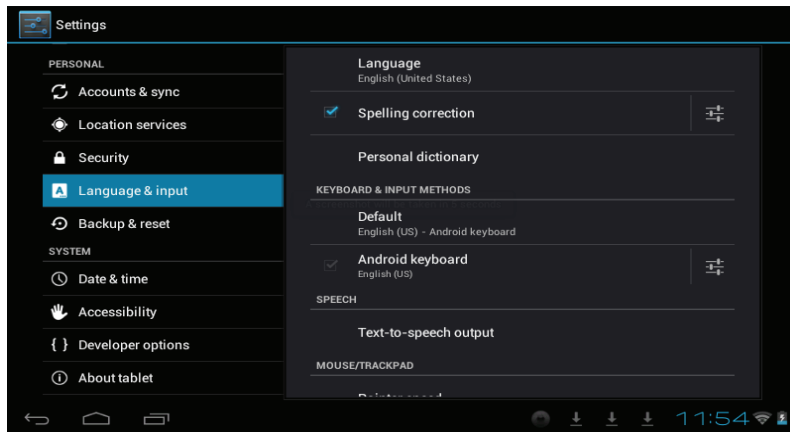 Settings
PERSONAL
Accounts & sync
Location services
Security
Language & input
Backup & reset
SYSTEM
Date & time
Accessibility
{ } Developer options
About tablet
Language
English (United States)
Spelling correction
Personal dictionary
KEYBOARD & INPUT METHODS
Default
English (US) - Android keyboard
Android keyboard
English (US)
SPEECH
Text-to-speech output
MOUSE/TRACKPAD
Pointer speed
11:54